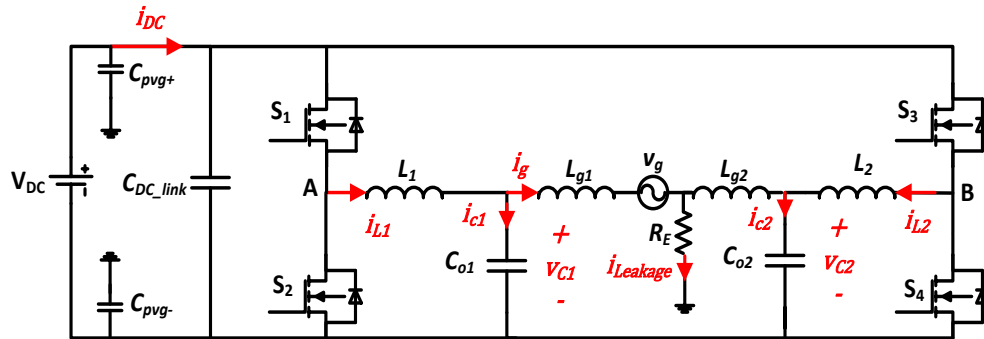 i_DC
C_pvg+
S_1
S_3
V_DC
+
-
C_DC_link
A
L_1
i_g
L_g1
v_g
L_g2
L_2
B
i_L1
i_c1
R_E
i_c2
i_L2
C_o1
+
v_C1
-
i_Leakage
C_o2
+
v_C2
-
S_2
S_4
C_pvg-